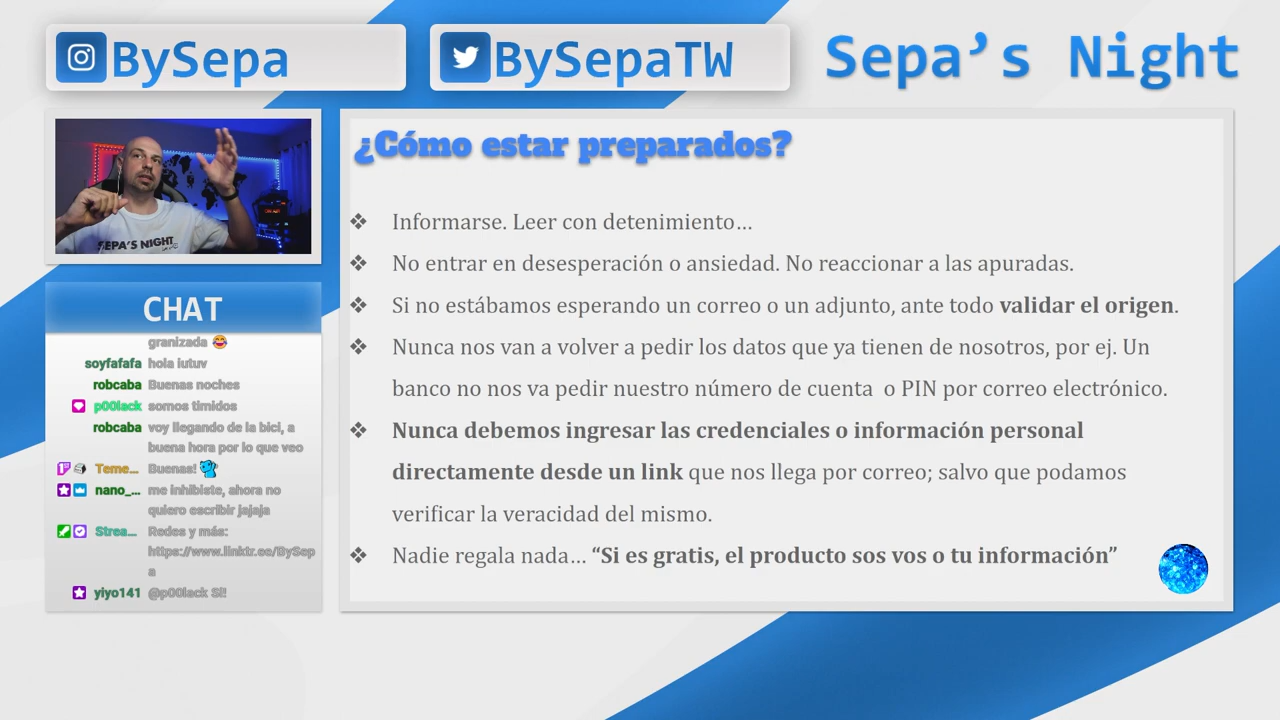 BySepa
BySepaTW
Sepa’s Night
SEPA'S NIGHT
¿Cómo estar preparados?
❖ Informarse. Leer con detenimiento…
❖ No entrar en desesperación o ansiedad. No reaccionar a las apuradas.
❖ Si no estábamos esperando un correo o un adjunto, ante todo validar el origen.
❖ Nunca nos van a volver a pedir los datos que ya tienen de nosotros, por ej. Un
banco no nos va pedir nuestro número de cuenta o PIN por correo electrónico.
❖ Nunca debemos ingresar las credenciales o información personal
directamente desde un link que nos llega por correo; salvo que podamos
verificar la veracidad del mismo.
❖ Nadie regala nada… “Si es gratis, el producto sos vos o tu información”
CHAT
granizada 😂
soyfafafa hola iutuv
robcaba Buenas noches
p00lack somos timidos
robcaba voy llegando de la bici, a
buena hora por lo que veo
Teme... Buenas!
nano_... me inhibiste, ahora no
quiero escribir jajaja
Strea... Redes y más:
https://www.linktr.ee/BySep
a
yiyo141 @p00lack SI!